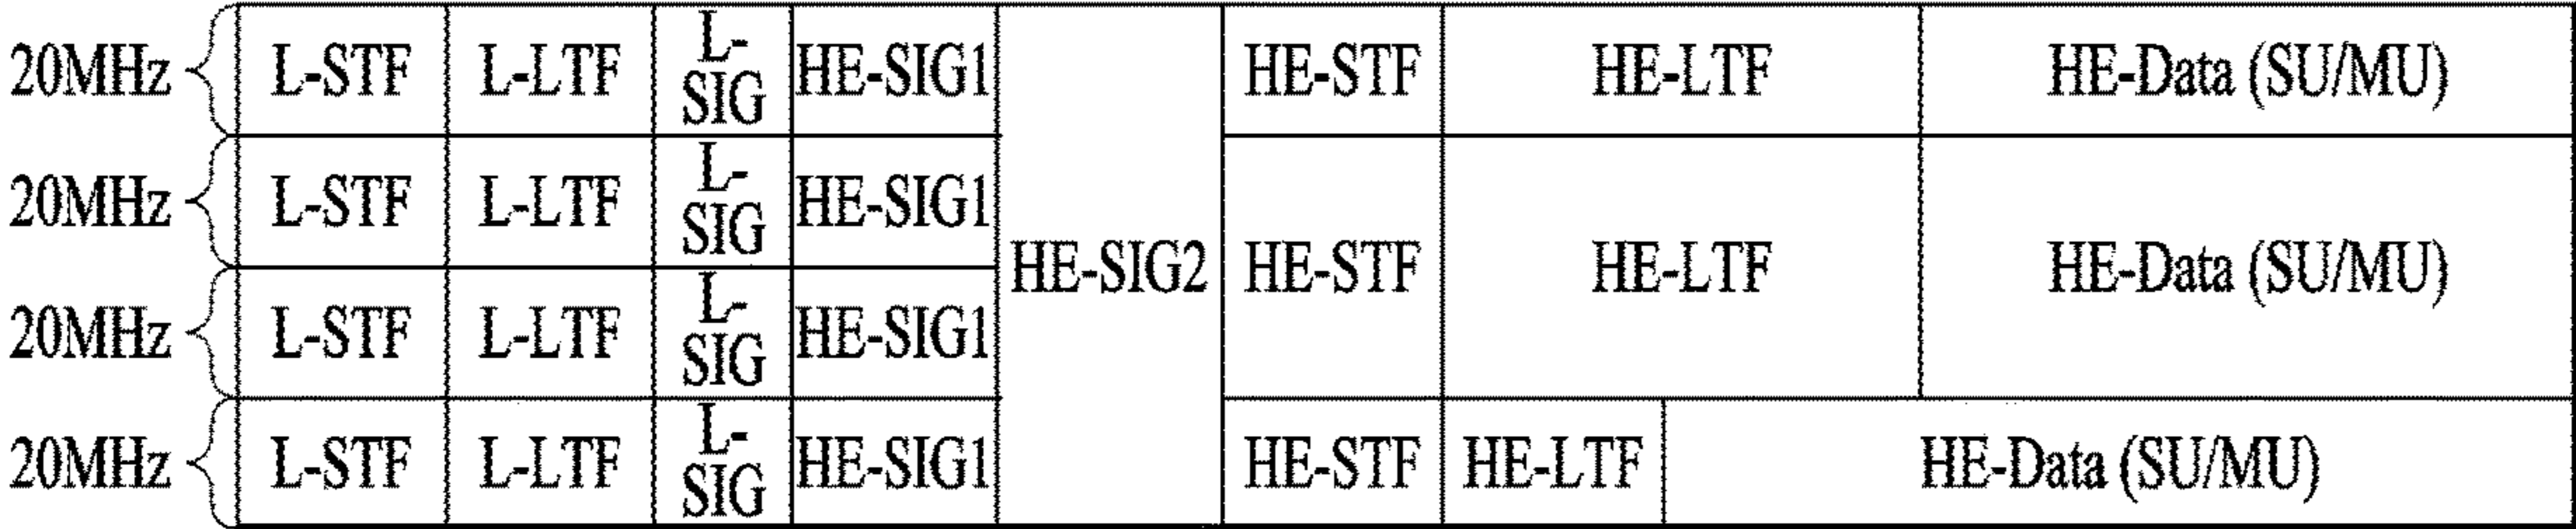 20MHz L-STF L-LTF L-SIG HE-SIG1 HE-STF HE-LTF HE-Data (SU/MU)
20MHz L-STF L-LTF L-SIG HE-SIG1
HE-SIG2 HE-STF HE-LTF HE-Data (SU/MU)
20MHz L-STF L-LTF L-SIG HE-SIG1
20MHz L-STF L-LTF L-SIG HE-SIG1 HE-STF HE-LTF HE-Data (SU/MU)